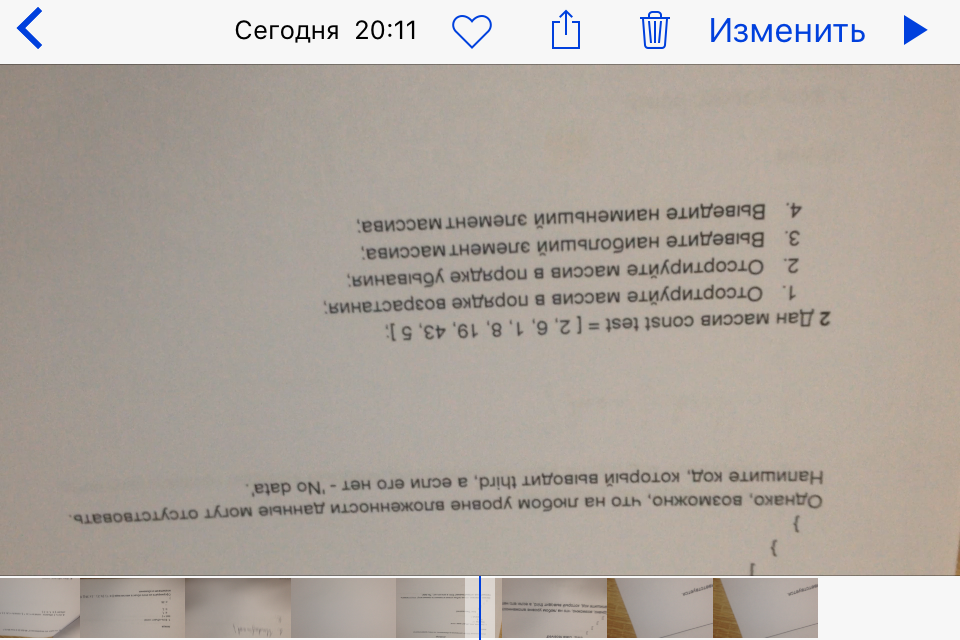 Сегодня 20:11
Изменить
]
}
}
Однако, возможно, что на любом уровне вложенности данные могут отсутствовать.
Напишите код, который выводит third, а если его нет - 'No data'.
2 Дан массив const test = [ 2, 6, 1, 8, 19, 43, 5 ];
1. Отсортируйте массив в порядке возрастания;
2. Отсортируйте массив в порядке убывания;
3. Выведите наибольший элемент массива;
4. Выведите наименьший элемент массива;